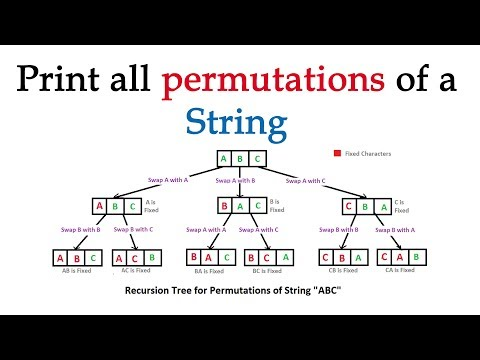 Print all permutations of a
String
A B C
Fixed Characters
Swap A with A
Swap A with B
Swap A with C
A B C
A is
Fixed
B A C
B is
Fixed
C B A
C is
Fixed
Swap B with B
Swap B with C
Swap A with A
Swap A with C
Swap B with B
Swap B with A
A B C
A C B
B A C
B C A
C B A
C A B
AB is Fixed
AC is Fixed
BA is Fixed
BC is Fixed
CB is Fixed
CA is Fixed
Recursion Tree for Permutations of String "ABC"